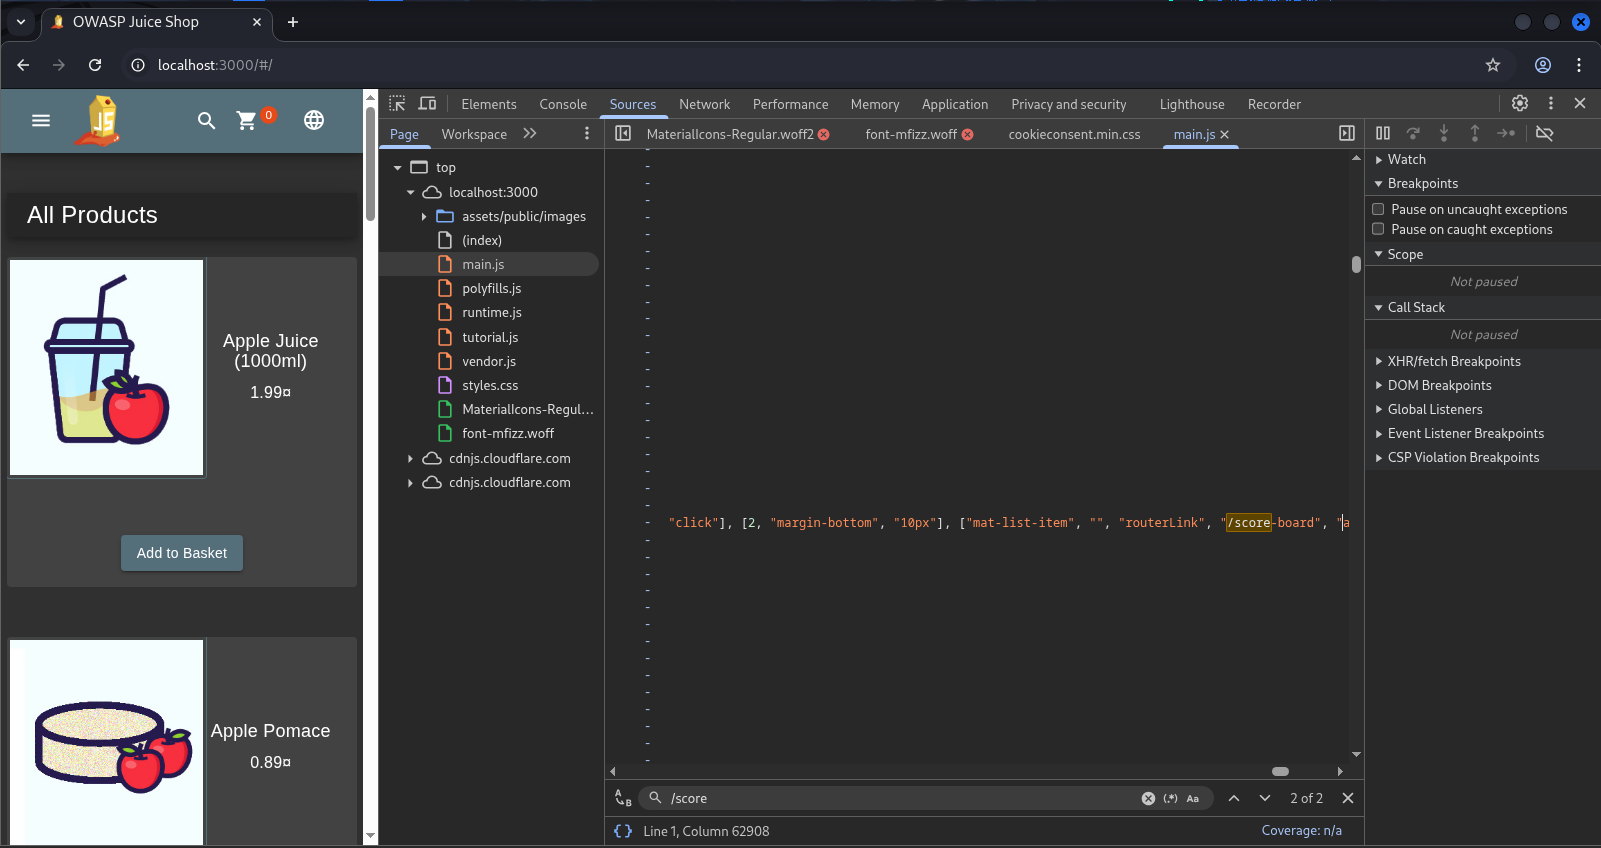 OWASP Juice Shop
localhost:3000/#/
0
JS
All Products
Apple Juice
(1000ml)
1.99¤
Add to Basket
Apple Pomace
0.89¤
Elements Console Sources Network Performance Memory Application Privacy and security Lighthouse Recorder
Page Workspace
top
localhost:3000
assets/public/images
(index)
main.js
polyfills.js
runtime.js
tutorial.js
vendor.js
styles.css
MaterialIcons-Regul...
font-mfizz.woff
cdnjs.cloudflare.com
cdnjs.cloudflare.com
MaterialIcons-Regular.woff2 font-mfizz.woff cookieconsent.min.css main.js
"click"], [2, "margin-bottom", "10px"], ["mat-list-item", "", "routerLink", "/score-board", "a
A
B
/score
(.*) Aa
2 of 2
{} Line 1, Column 62908
Coverage: n/a
Watch
Breakpoints
Pause on uncaught exceptions
Pause on caught exceptions
Scope
Not paused
Call Stack
Not paused
XHR/fetch Breakpoints
DOM Breakpoints
Global Listeners
Event Listener Breakpoints
CSP Violation Breakpoints